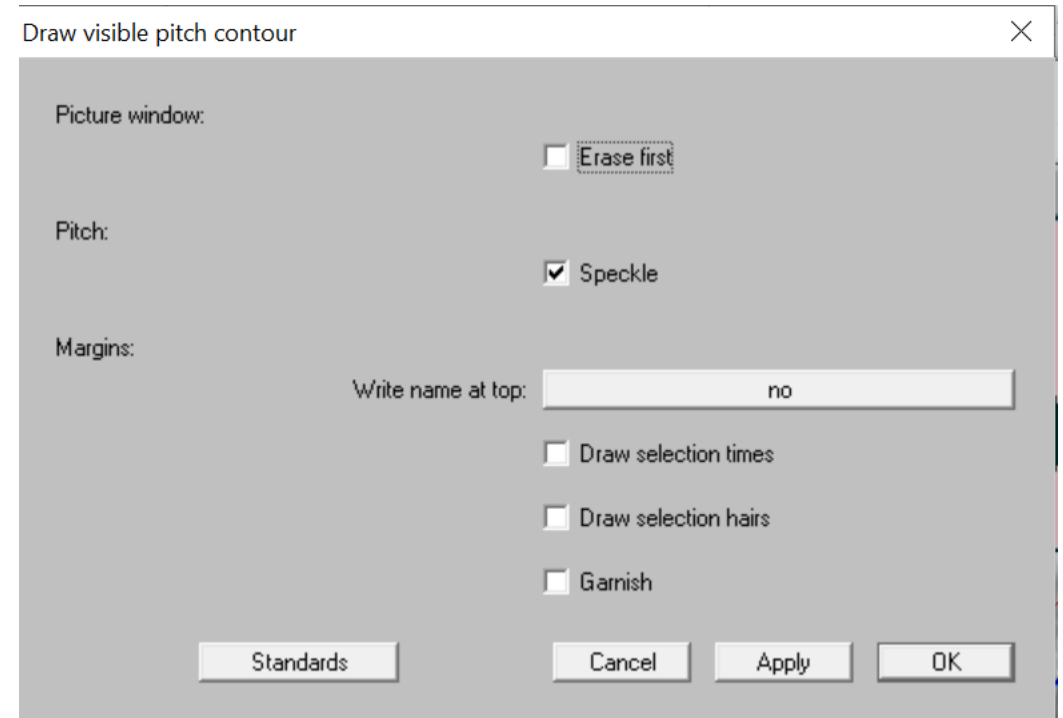 Draw visible pitch contour
Picture window:
Erase first
Pitch:
Speckle
Margins:
Write name at top: no
Draw selection times
Draw selection hairs
Garnish
Standards Cancel Apply OK